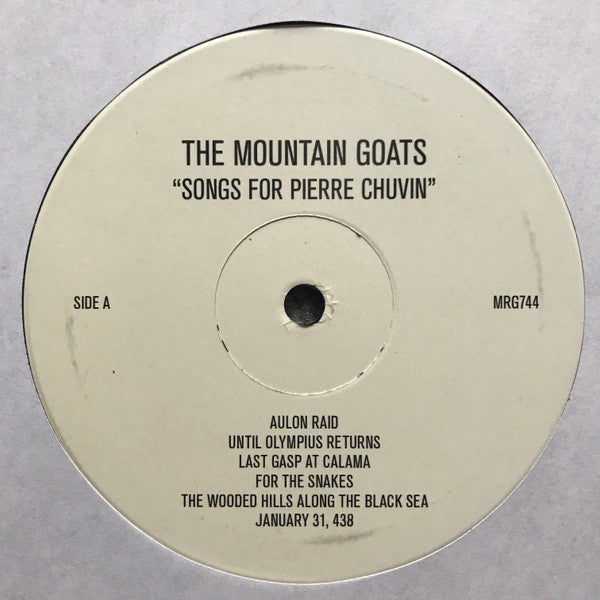 THE MOUNTAIN GOATS
“SONGS FOR PIERRE CHUVIN”
SIDE A
MRG744
AULON RAID
UNTIL OLYMPIUS RETURNS
LAST GASP AT CALAMA
FOR THE SNAKES
THE WOODED HILLS ALONG THE BLACK SEA
JANUARY 31, 438